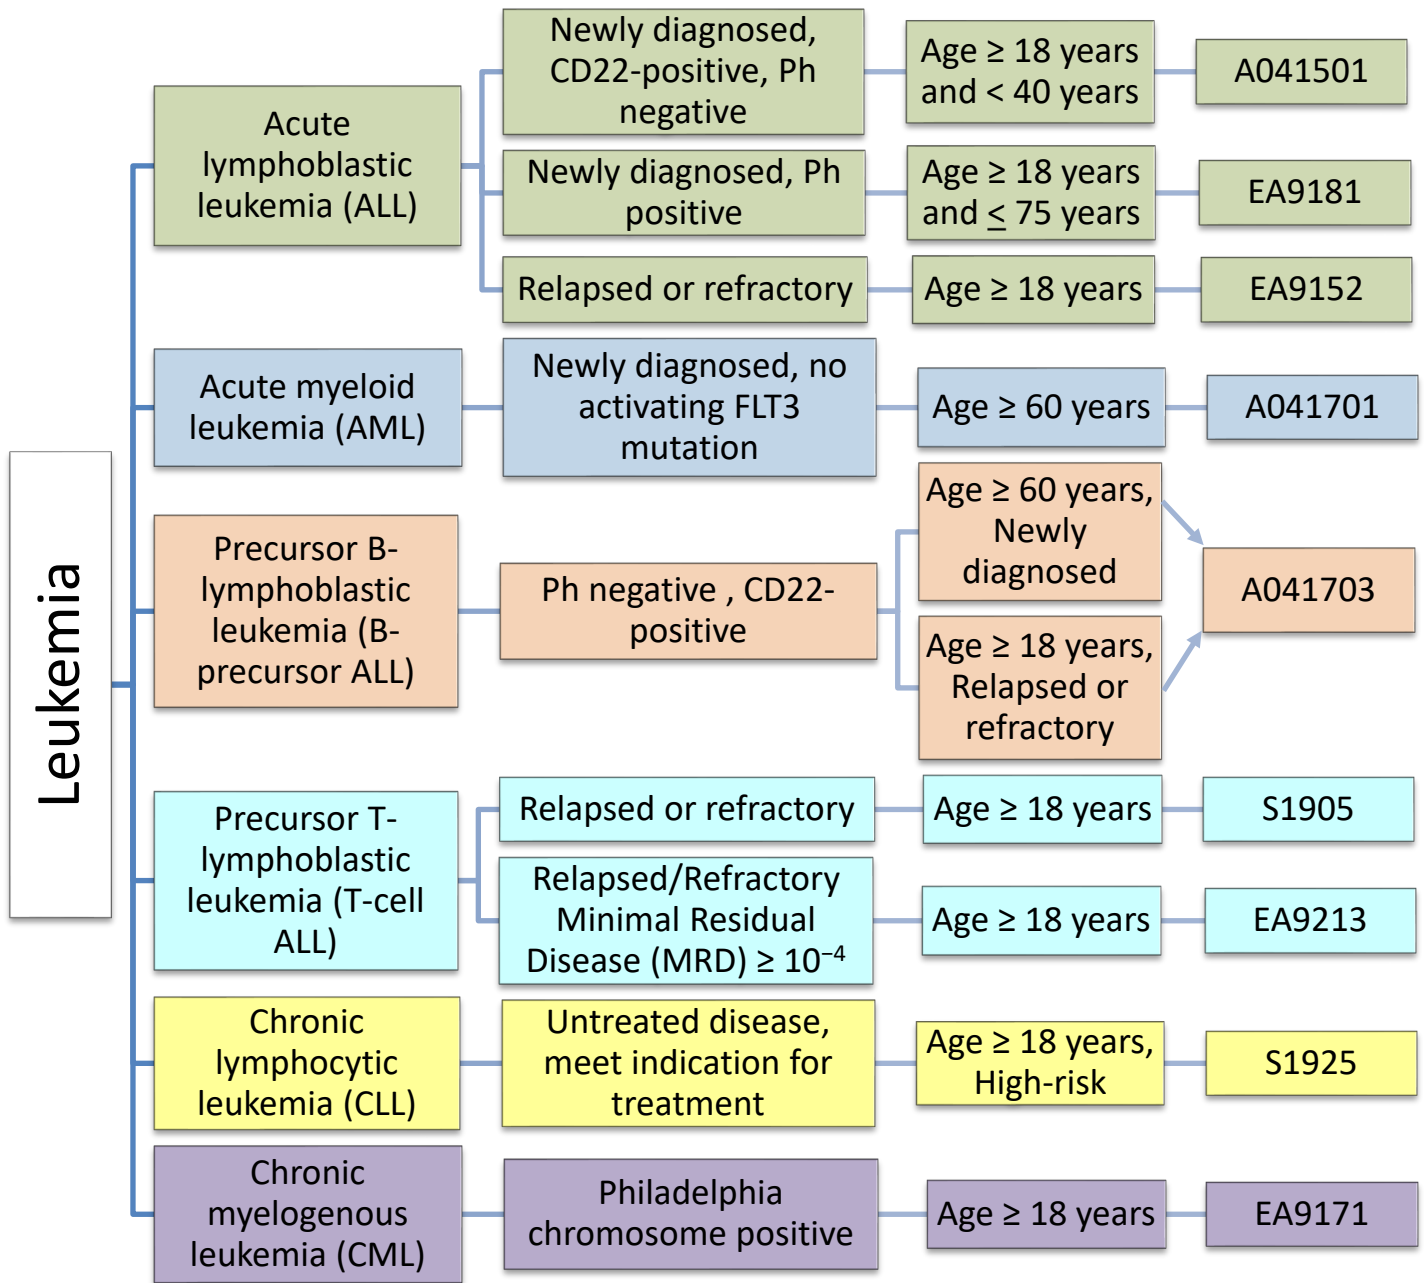 Leukemia
Acute
lymphoblastic
leukemia (ALL)
Newly diagnosed,
CD22-positive, Ph
negative
Age ≥ 18 years
and < 40 years
A041501
Newly diagnosed, Ph
positive
Age ≥ 18 years
and ≤ 75 years
EA9181
Relapsed or refractory
Age ≥ 18 years
EA9152
Acute myeloid
leukemia (AML)
Newly diagnosed, no
activating FLT3
mutation
Age ≥ 60 years
A041701
Precursor B-
lymphoblastic
leukemia (B-
precursor ALL)
Ph negative , CD22-
positive
Age ≥ 60 years,
Newly
diagnosed
Age ≥ 18 years,
Relapsed or
refractory
A041703
Precursor T-
lymphoblastic
leukemia (T-cell
ALL)
Relapsed or refractory
Age ≥ 18 years
S1905
Relapsed/Refractory
Minimal Residual
Disease (MRD) ≥ 10⁻⁴
Age ≥ 18 years
EA9213
Chronic
lymphocytic
leukemia (CLL)
Untreated disease,
meet indication for
treatment
Age ≥ 18 years,
High-risk
S1925
Chronic
myelogenous
leukemia (CML)
Philadelphia
chromosome positive
Age ≥ 18 years
EA9171